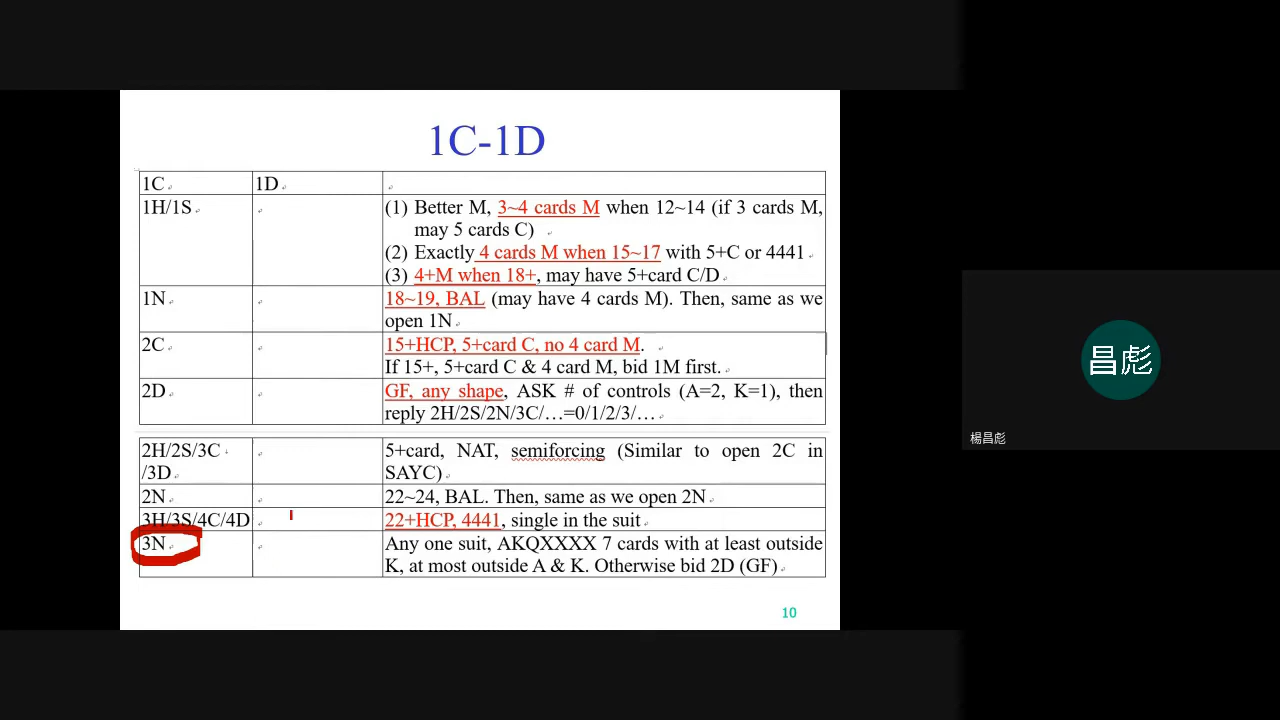 1C-1D
1C 1D
1H/1S (1) Better M, 3~4 cards M when 12~14 (if 3 cards M,
may 5 cards C)
(2) Exactly 4 cards M when 15~17 with 5+C or 4441
(3) 4+M when 18+, may have 5+card C/D
1N 18~19, BAL (may have 4 cards M). Then, same as we
open 1N
2C 15+HCP, 5+card C, no 4 card M.
If 15+, 5+card C & 4 card M, bid 1M first.
2D GF, any shape, ASK # of controls (A=2, K=1), then
reply 2H/2S/2N/3C/…=0/1/2/3/…
2H/2S/3C 5+card, NAT, semiforcing (Similar to open 2C in
/3D SAYC)
2N 22~24, BAL. Then, same as we open 2N
3H/3S/4C/4D 22+HCP, 4441, single in the suit
3N Any one suit, AKQXXXX 7 cards with at least outside
K, at most outside A & K. Otherwise bid 2D (GF)
10
昌彪
楊昌彪